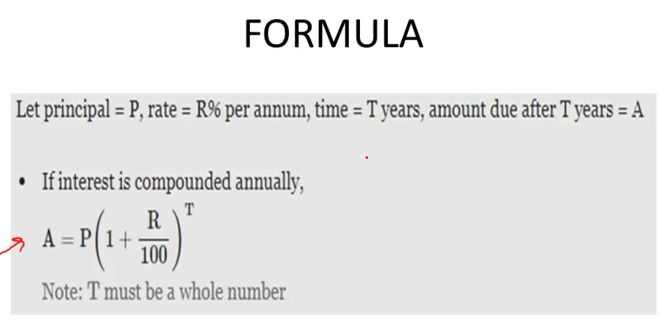 FORMULA
Let principal = P, rate = R% per annum, time = T years, amount due after T years = A
• If interest is compounded annually,
A = P(1 + R/100)^T
Note: T must be a whole number